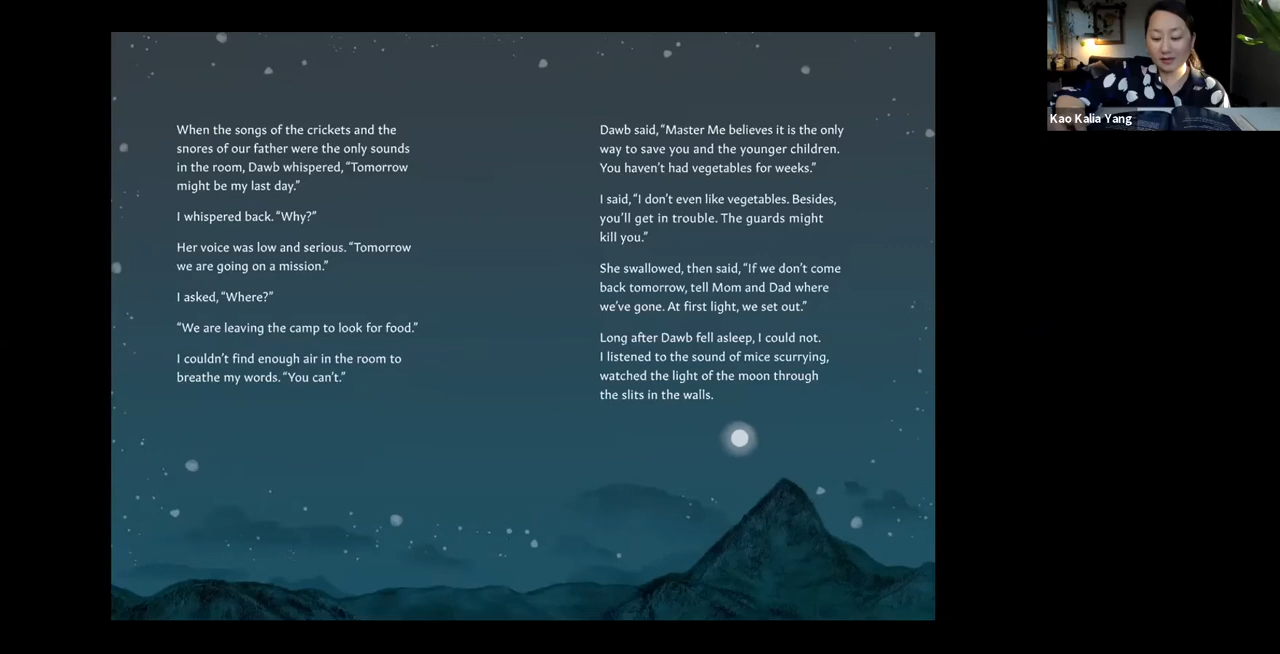 When the songs of the crickets and the
snores of our father were the only sounds
in the room, Dawb whispered, “Tomorrow
might be my last day.”
I whispered back. “Why?”
Her voice was low and serious. “Tomorrow
we are going on a mission.”
I asked, “Where?”
“We are leaving the camp to look for food.”
I couldn’t find enough air in the room to
breathe my words. “You can’t.”
Dawb said, “Master Me believes it is the only
way to save you and the younger children.
You haven’t had vegetables for weeks.”
I said, “I don’t even like vegetables. Besides,
you’ll get in trouble. The guards might
kill you.”
She swallowed, then said, “If we don’t come
back tomorrow, tell Mom and Dad where
we’ve gone. At first light, we set out.”
Long after Dawb fell asleep, I could not.
I listened to the sound of mice scurrying,
watched the light of the moon through
the slits in the walls.
Kao Kalia Yang